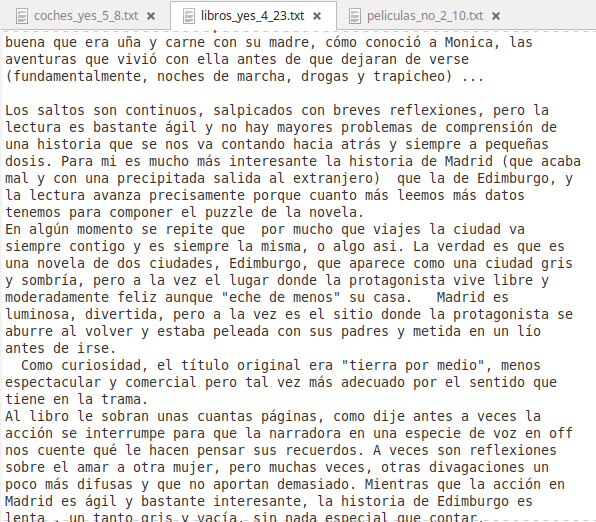 coches_yes_5_8.txt × libros_yes_4_23.txt × peliculas_no_2_10.txt ×
buena que era uña y carne con su madre, cómo conoció a Monica, las
aventuras que vivió con ella antes de que dejaran de verse
(fundamentalmente, noches de marcha, drogas y trapicheo) ...
Los saltos son continuos, salpicados con breves reflexiones, pero la
lectura es bastante ágil y no hay mayores problemas de comprensión de
una historia que se nos va contando hacia atrás y siempre a pequeñas
dosis. Para mi es mucho más interesante la historia de Madrid (que acaba
mal y con una precipitada salida al extranjero)  que la de Edimburgo, y
la lectura avanza precisamente porque cuanto más leemos más datos
tenemos para componer el puzzle de la novela.
En algún momento se repite que  por mucho que viajes la ciudad va
siempre contigo y es siempre la misma, o algo asi. La verdad es que es
una novela de dos ciudades, Edimburgo, que aparece como una ciudad gris
y sombría, pero a la vez el lugar donde la protagonista vive libre y
moderadamente feliz aunque "eche de menos" su casa.   Madrid es
luminosa, divertida, pero a la vez es el sitio donde la protagonista se
aburre al volver y estaba peleada con sus padres y metida en un lío
antes de irse.
  Como curiosidad, el título original era "tierra por medio", menos
espectacular y comercial pero tal vez más adecuado por el sentido que
tiene en la trama.
Al libro le sobran unas cuantas páginas, como dije antes a veces la
acción se interrumpe para que la narradora en una especie de voz en off
nos cuente qué le hacen pensar sus recuerdos. A veces son reflexiones
sobre el amar a otra mujer, pero muchas veces, otras divagaciones un
poco más difusas y que no aportan demasiado. Mientras que la acción en
Madrid es ágil y bastante interesante, la historia de Edimburgo es
lenta , un tanto gris y vacía, sin nada especial que contar.